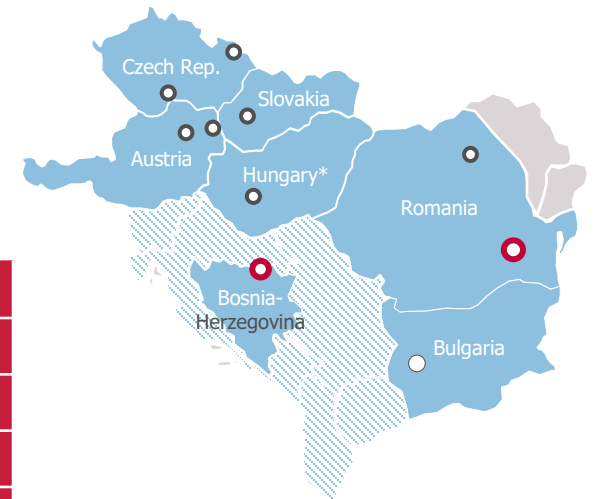 Czech Rep.
Slovakia
Austria
Hungary*
Romania
Bosnia-
Herzegovina
Bulgaria